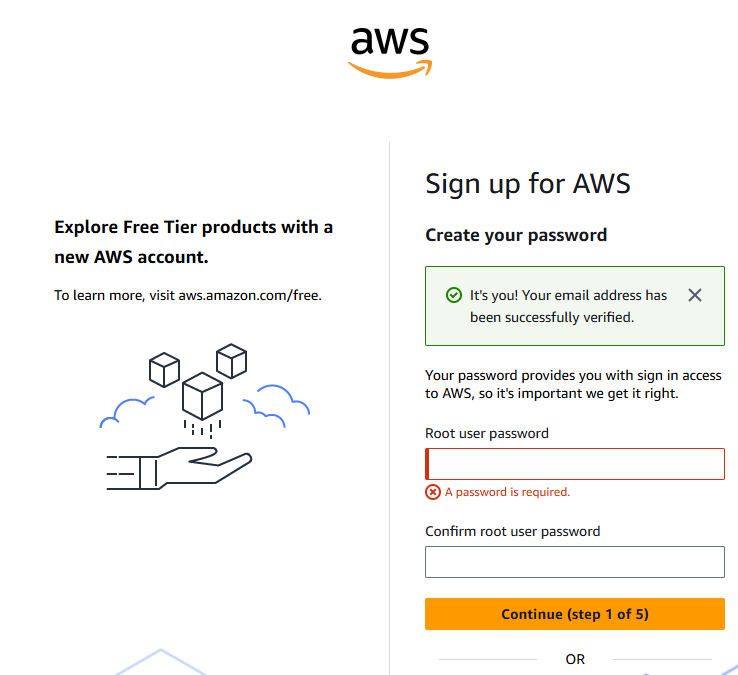 aws
Explore Free Tier products with a
new AWS account.
To learn more, visit aws.amazon.com/free.
Sign up for AWS
Create your password
It's you! Your email address has
been successfully verified.
Your password provides you with sign in access
to AWS, so it's important we get it right.
Root user password
A password is required.
Confirm root user password
Continue (step 1 of 5)
OR